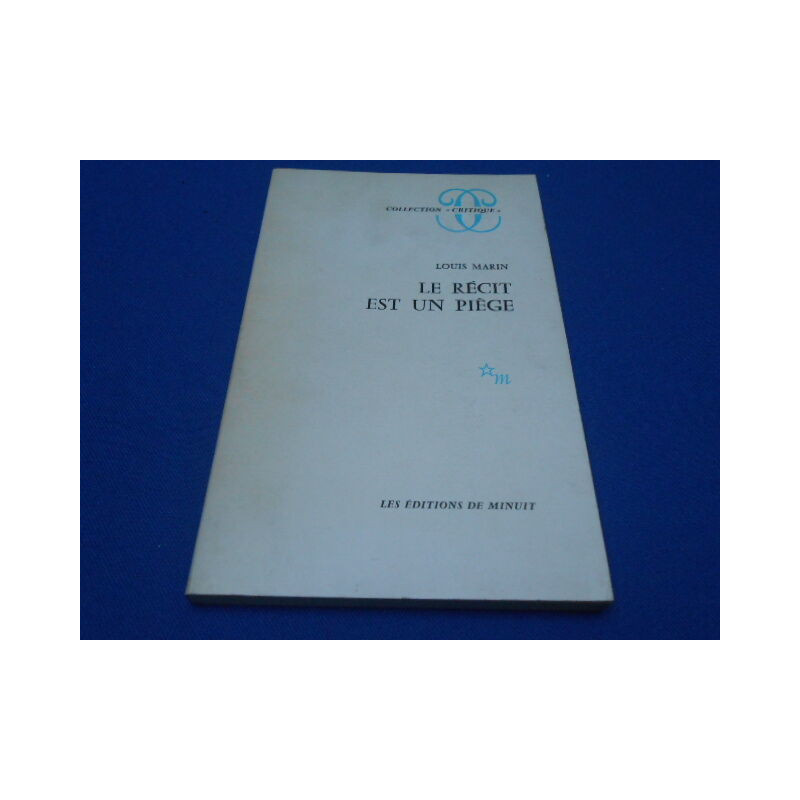 COLLECTION « CRITIQUE »
LOUIS MARIN
LE RÉCIT
EST UN PIÈGE
m
LES ÉDITIONS DE MINUIT